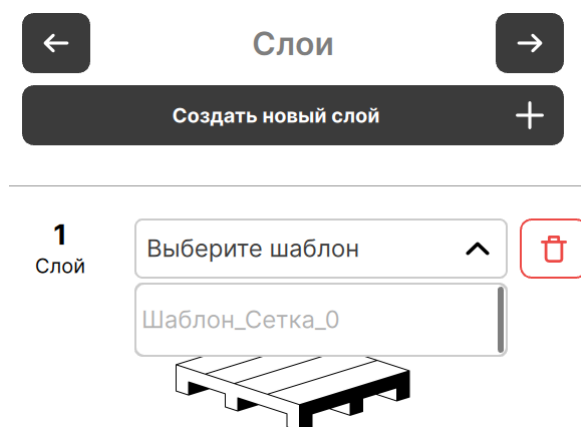 Слои
Создать новый слой
1
Слой
Выберите шаблон
Шаблон_Сетка_0